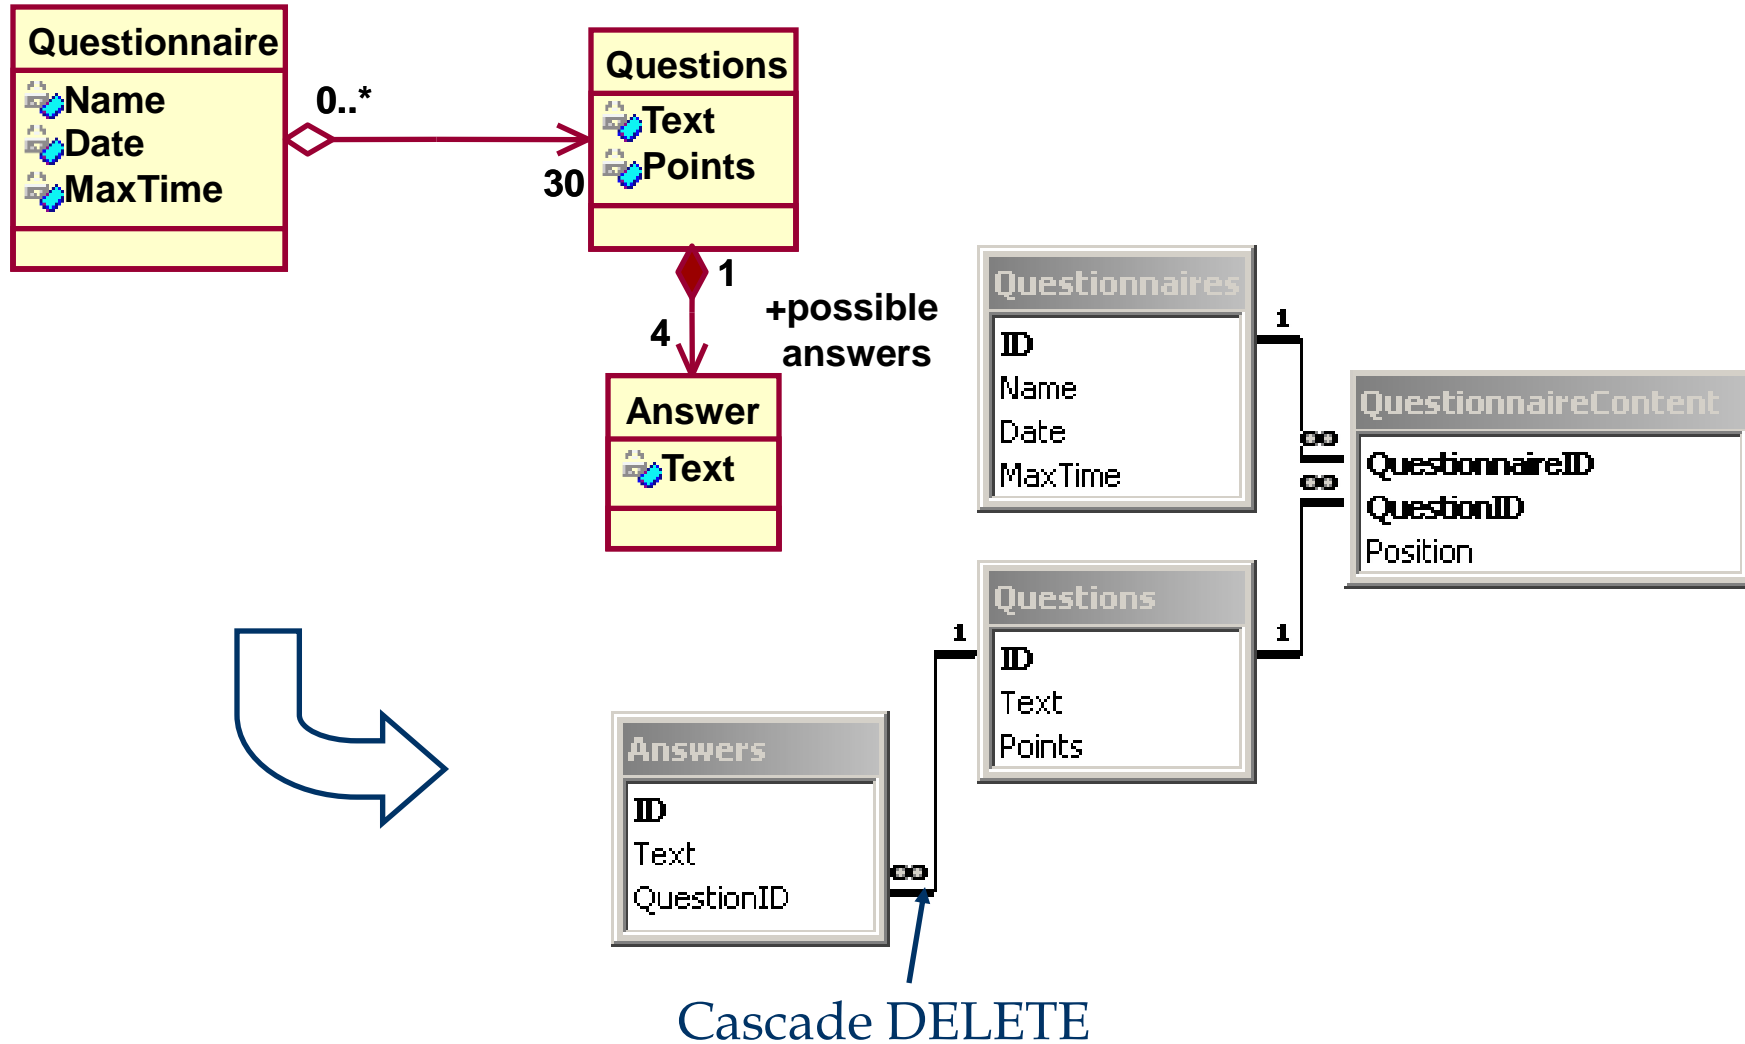 Questionnaire
Name
Date
MaxTime
0..*
30
Questions
Text
Points
1
4
+possible
answers
Answer
Text
Questionnaires
ID
Name
Date
MaxTime
1
∞
∞
QuestionnaireContent
QuestionnaireID
QuestionID
Position
Questions
ID
Text
Points
1
1
Answers
ID
Text
QuestionID
∞
Cascade DELETE